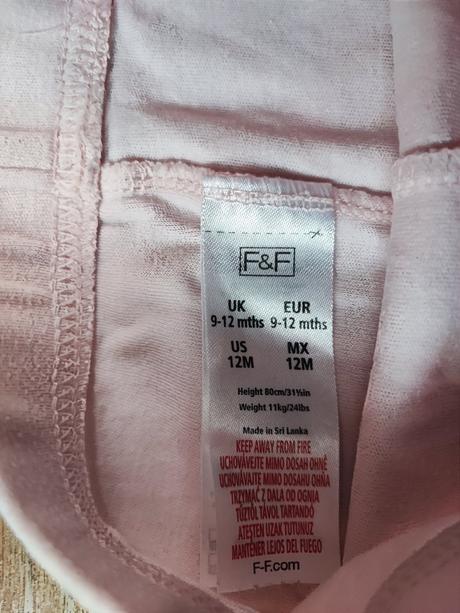 F&F
UK EUR
9-12 mths 9-12 mths
US MX
12M 12M
Height 80cm/31½in
Weight 11kg/24lbs
Made in Sri Lanka
KEEP AWAY FROM FIRE
UCHOVÁVEJTE MIMO DOSAH OHNĚ
UCHOVÁVAJTE MIMO DOSAHU OHŇA
TRZYMAĆ Z DALA OD OGNIA
TŰZTŐL TÁVOL TARTANDÓ
ATEŞTEN UZAK TUTUNUZ
MANTENER LEJOS DEL FUEGO
F-F.com